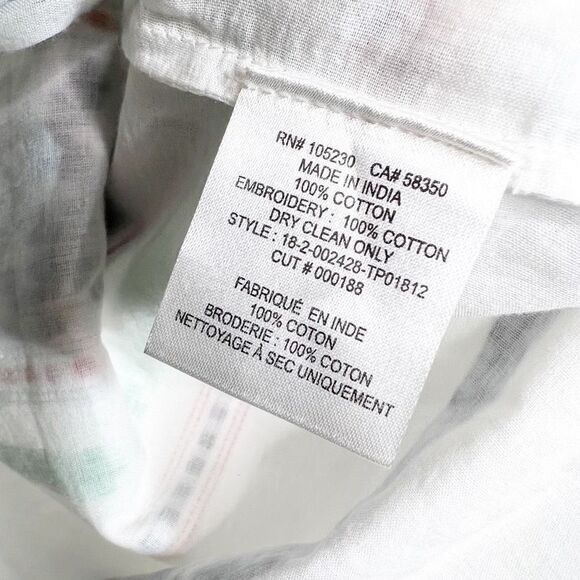 RN# 105230 CA# 58350
MADE IN INDIA
100% COTTON
EMBROIDERY : 100% COTTON
DRY CLEAN ONLY
STYLE : 18-2-002428-TP01812
CUT # 000188
FABRIQUÉ EN INDE
100% COTON
BRODERIE : 100% COTON
NETTOYAGE À SEC UNIQUEMENT